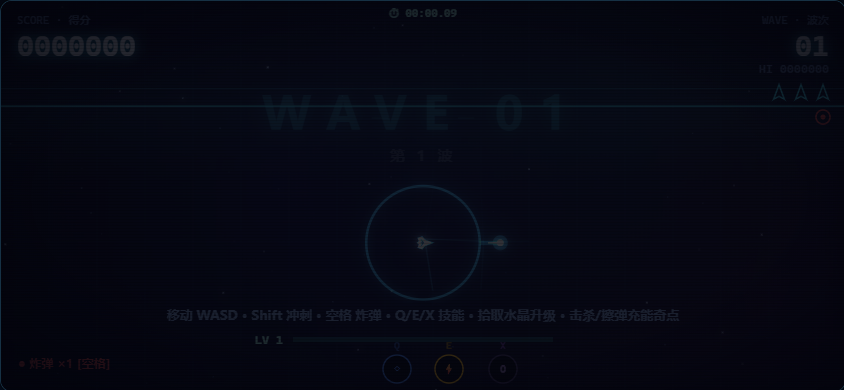 SCORE · 得分
⏱ 00:00.09
WAVE · 波次
0000000
01
HI 0000000
WAVE 01
第 1 波
移动 WASD · Shift 冲刺 · 空格 炸弹 · Q/E/X 技能 · 拾取水晶升级 · 击杀/擦弹充能奇点
LV 1
Q E X
● 炸弹 ×1 [空格]
0